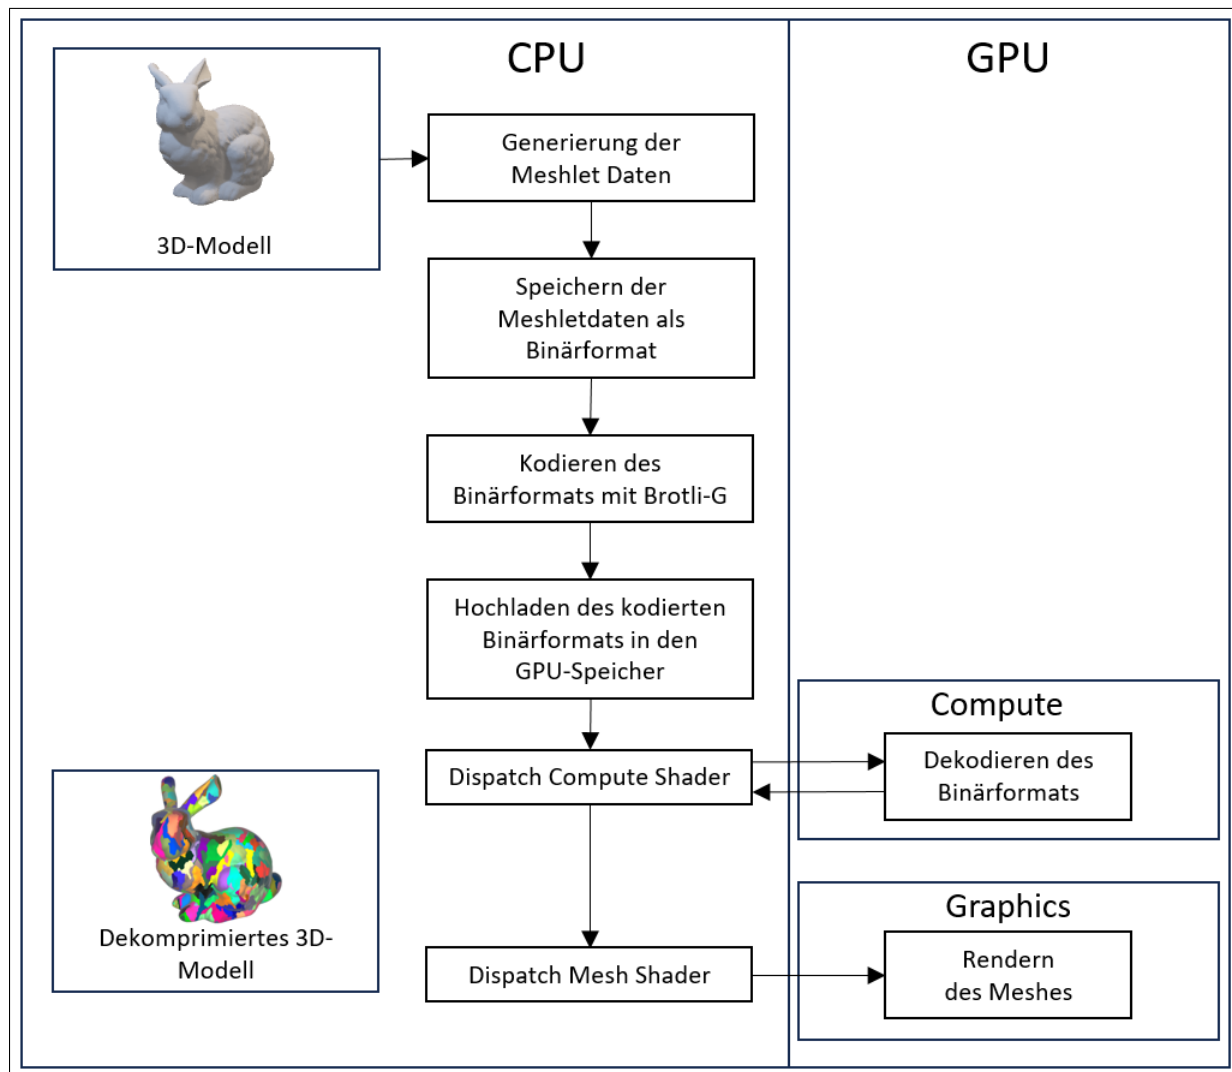 CPU
GPU
3D-Modell
Generierung der
Meshlet Daten
Speichern der
Meshletdaten als
Binärformat
Kodieren des
Binärformats mit Brotli-G
Hochladen des kodierten
Binärformats in den
GPU-Speicher
Dispatch Compute Shader
Compute
Dekodieren des
Binärformats
Dekomprimiertes 3D-
Modell
Dispatch Mesh Shader
Graphics
Rendern
des Meshes